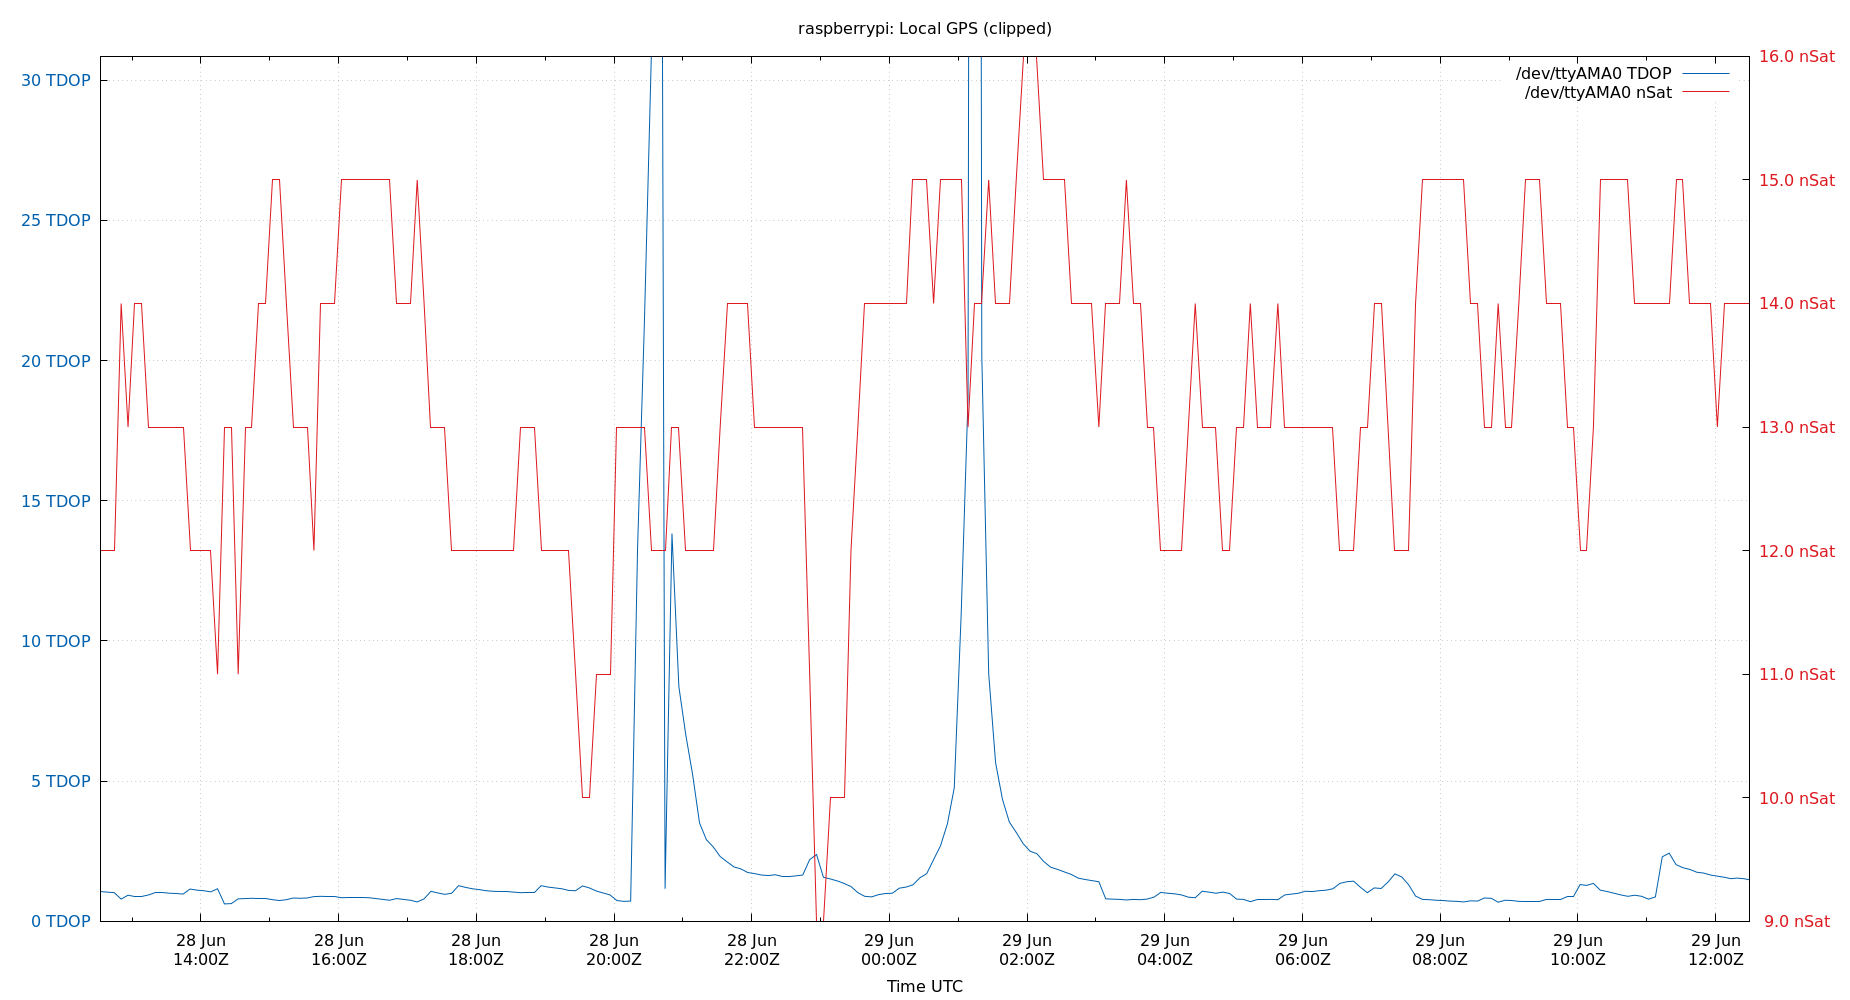 raspberrypi: Local GPS (clipped)
/dev/ttyAMA0 TDOP
/dev/ttyAMA0 nSat
30 TDOP
25 TDOP
20 TDOP
15 TDOP
10 TDOP
5 TDOP
0 TDOP
16.0 nSat
15.0 nSat
14.0 nSat
13.0 nSat
12.0 nSat
11.0 nSat
10.0 nSat
9.0 nSat
28 Jun
14:00Z
28 Jun
16:00Z
28 Jun
18:00Z
28 Jun
20:00Z
28 Jun
22:00Z
29 Jun
00:00Z
29 Jun
02:00Z
29 Jun
04:00Z
29 Jun
06:00Z
29 Jun
08:00Z
29 Jun
10:00Z
29 Jun
12:00Z
Time UTC